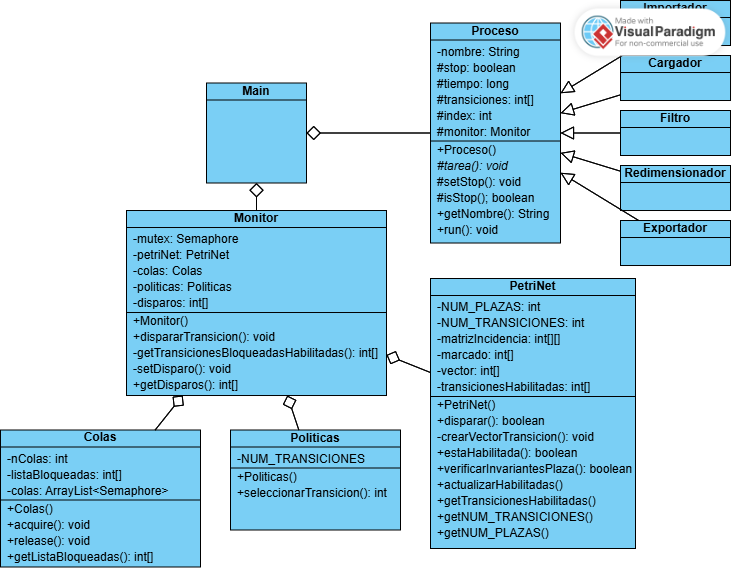 Importador
Made with
VisualParadigm
For non-commercial use
Proceso
-nombre: String
#stop: boolean
#tiempo: long
#transiciones: int[]
#index: int
#monitor: Monitor
+Proceso()
#tarea(): void
#setStop(): void
#isStop(); boolean
+getNombre(): String
+run(): void
Cargador
Filtro
Redimensionador
Exportador
Main
Monitor
-mutex: Semaphore
-petriNet: PetriNet
-colas: Colas
-politicas: Politicas
-disparos: int[]
+Monitor()
+dispararTransicion(): void
-getTransicionesBloqueadasHabilitadas(): int[]
-setDisparo(): void
+getDisparos(): int[]
PetriNet
-NUM_PLAZAS: int
-NUM_TRANSICIONES: int
-matrizIncidencia: int[][]
-marcado: int[]
-vector: int[]
-transicionesHabilitadas: int[]
+PetriNet()
+disparar(): boolean
-crearVectorTransicion(): void
+estaHabilitada(): boolean
+verificarInvariantesPlaza(): boolean
+actualizarHabilitadas()
+getTransicionesHabilitadas()
+getNUM_TRANSICIONES()
+getNUM_PLAZAS()
Colas
-nColas: int
-listaBloqueadas: int[]
-colas: ArrayList<Semaphore>
+Colas()
+acquire(): void
+release(): void
+getListaBloqueadas(): int[]
Politicas
-NUM_TRANSICIONES
+Politicas()
+seleccionarTransicion(): int